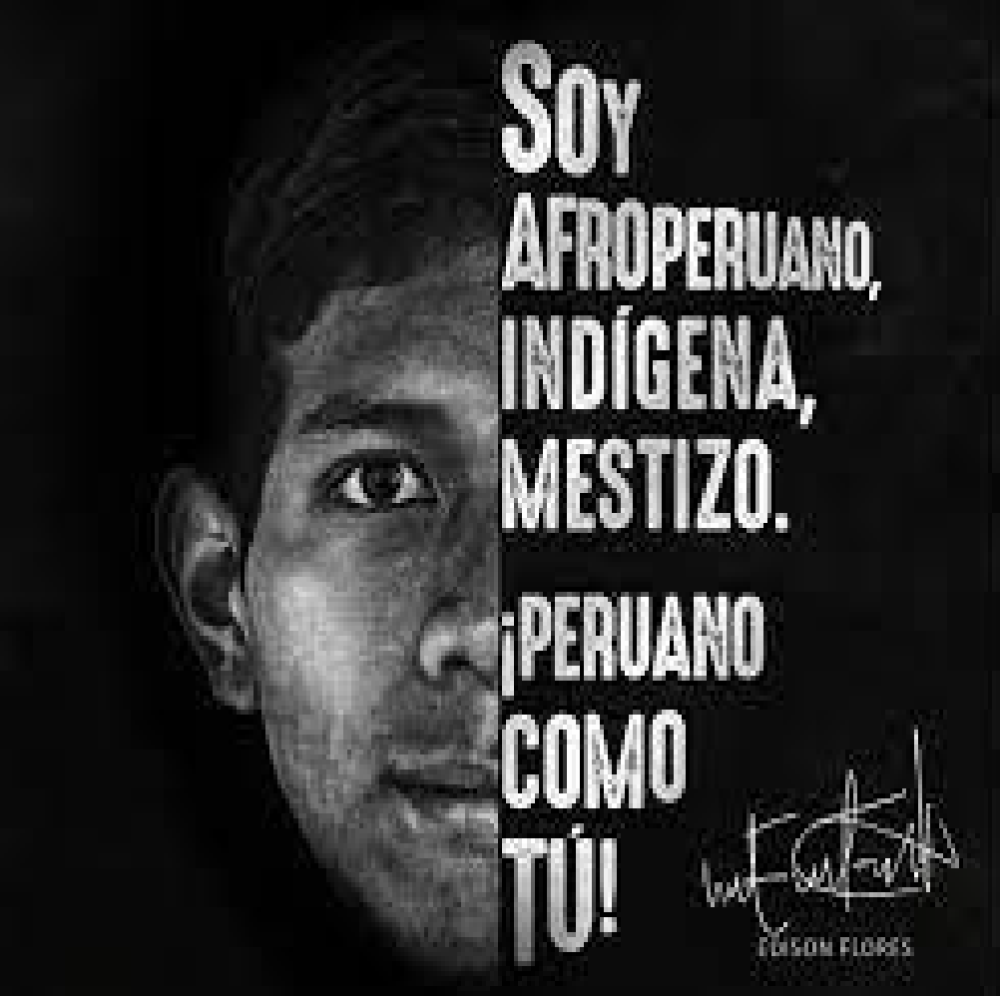 SOY
AFROPERUANO,
INDÍGENA,
MESTIZO.
¡PERUANO
COMO
TÚ!
EDISON FLORES